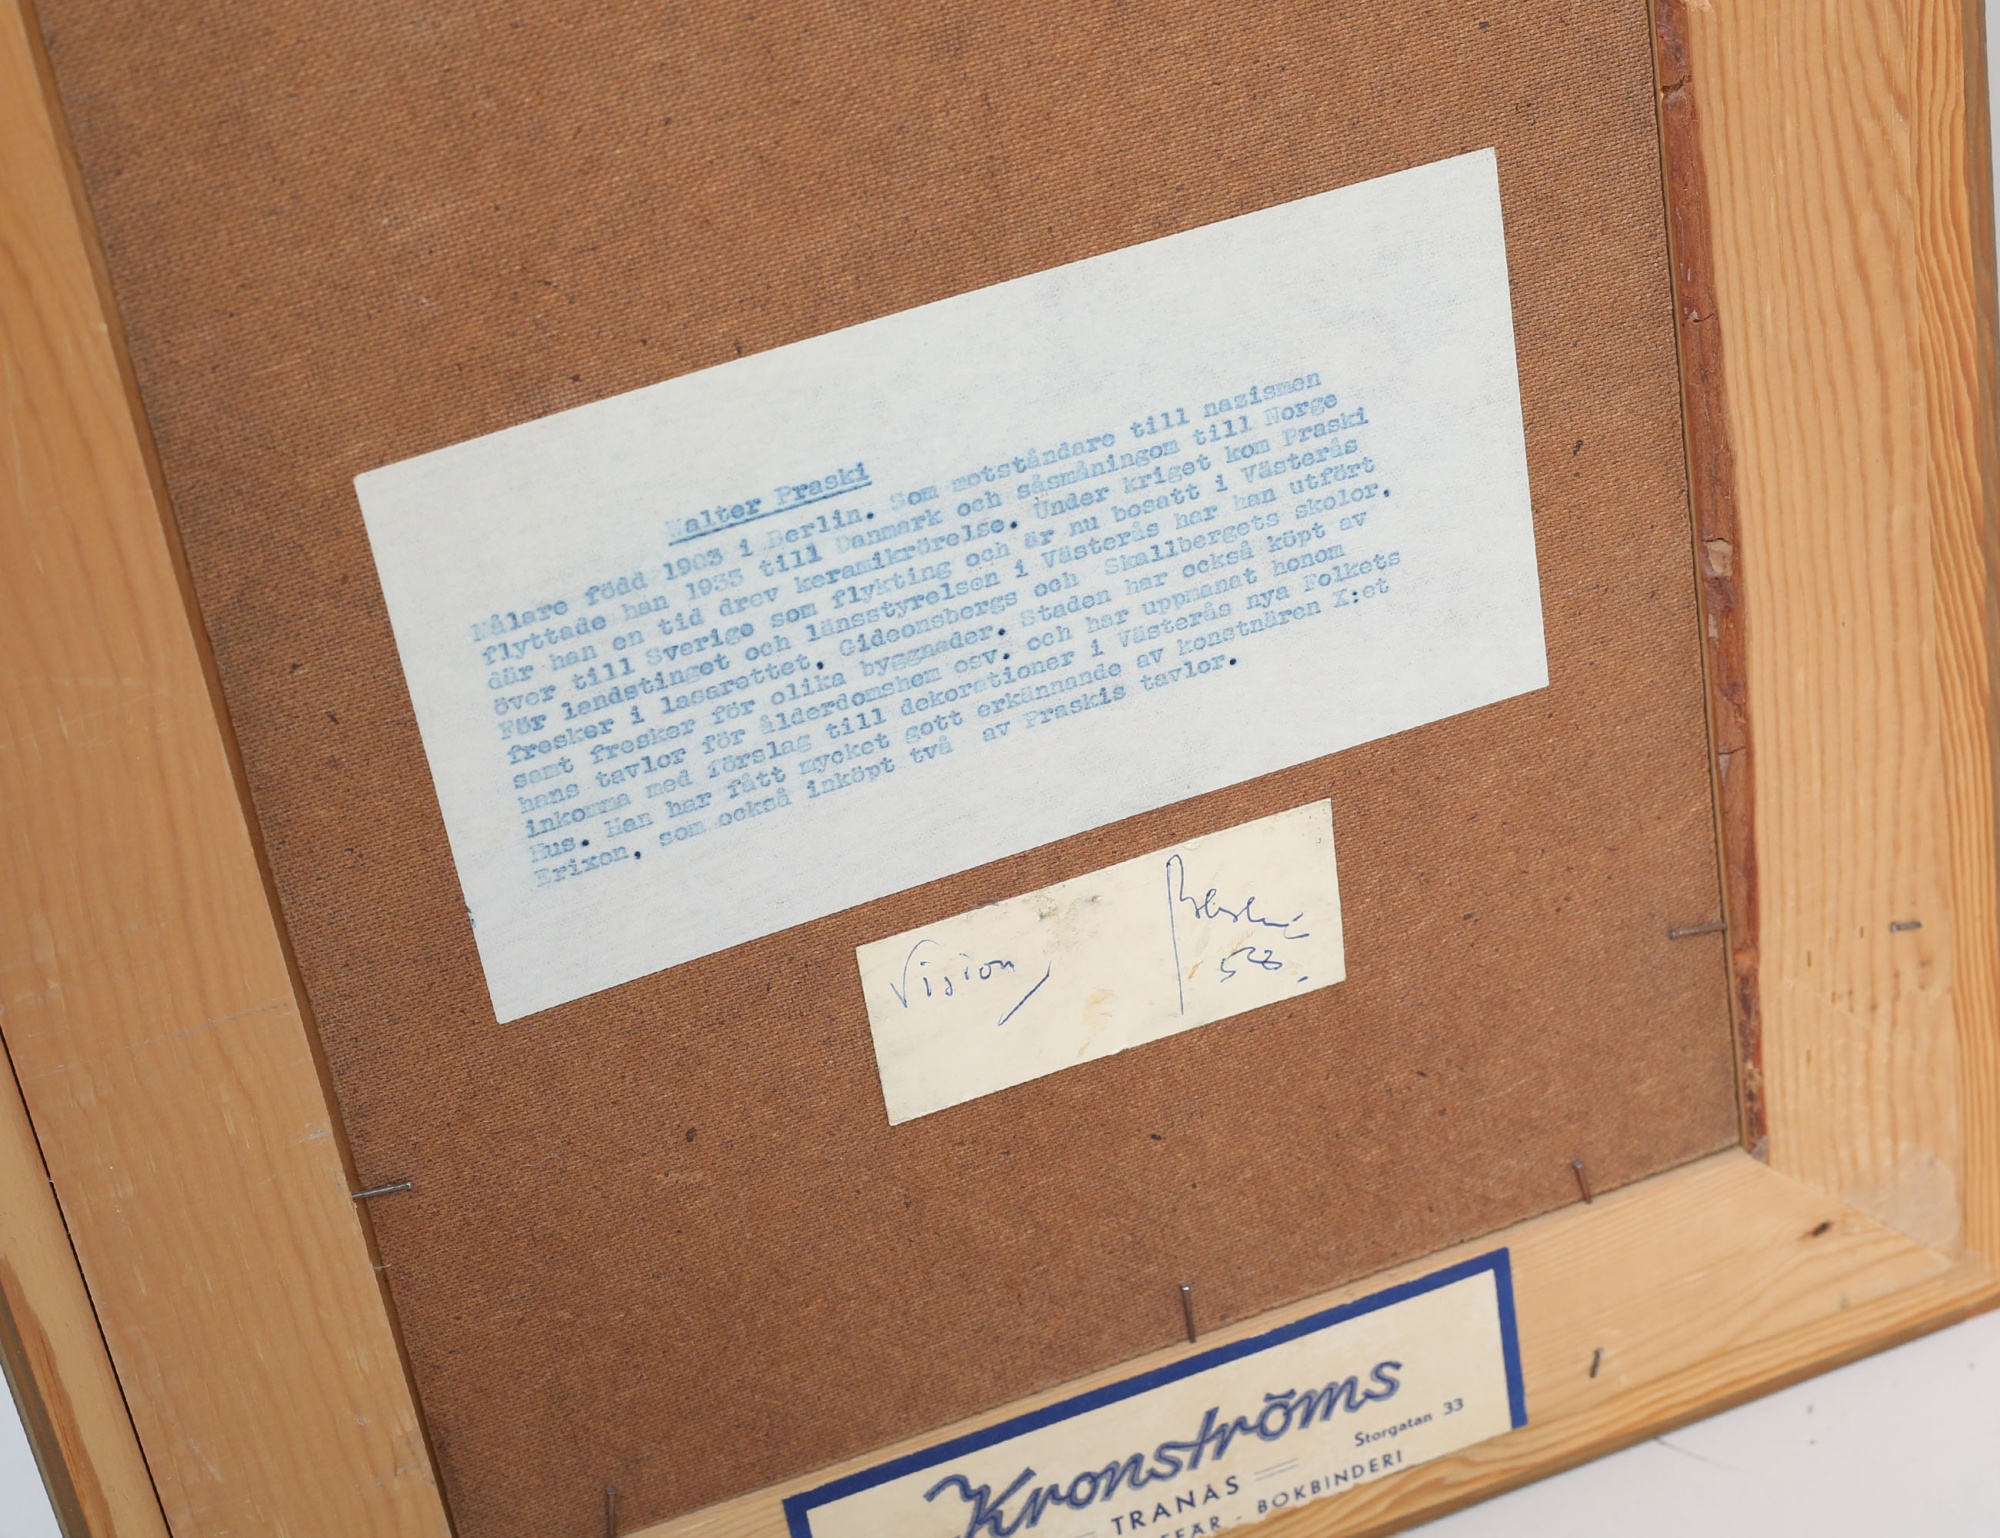 Walter Praski
Målare född 1903 i Berlin. Som motståndare till nazismen
flyttade han 1933 till Danmark och såsmåningom till Norge
där han en tid drev keramikrörelse. Under kriget kom Praski
över till Sverige som flykting och är nu bosatt i Västerås
För landstinget och länsstyrelsen i Västerås har han utfört
fresker i lasarettet. Gideonsbergs och Skallbergets skolor,
samt fresker för olika byggnader. Staden har också köpt av
hans tavlor för ålderdomshem osv. och har uppmanat honom
inkomma med förslag till dekorationer i Västerås nya Folkets
Hus. Han har fått mycket gott erkännande av konstnären X:et
Erixon, som också inköpt två av Praskis tavlor.
Vision
Praski
58
Kronströms
Storgatan 33
TRANÅS
BOKBINDERI